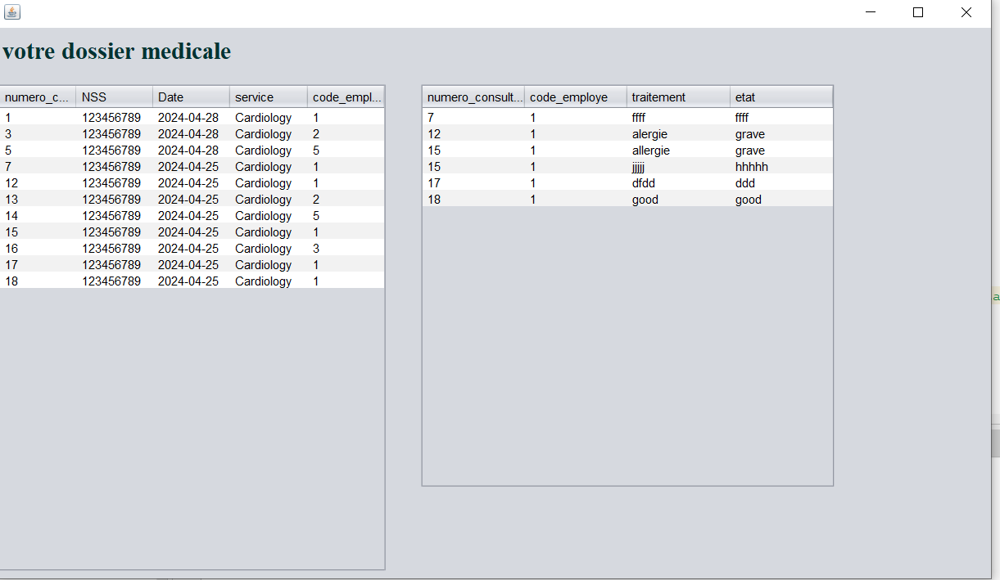 votre dossier medicale
numero_c... NSS Date service code_empl...
1 123456789 2024-04-28 Cardiology 1
3 123456789 2024-04-28 Cardiology 2
5 123456789 2024-04-28 Cardiology 5
7 123456789 2024-04-25 Cardiology 1
12 123456789 2024-04-25 Cardiology 1
13 123456789 2024-04-25 Cardiology 2
14 123456789 2024-04-25 Cardiology 5
15 123456789 2024-04-25 Cardiology 1
16 123456789 2024-04-25 Cardiology 3
17 123456789 2024-04-25 Cardiology 1
18 123456789 2024-04-25 Cardiology 1
numero_consult... code_employe traitement etat
7 1 ffff ffff
12 1 alergie grave
15 1 allergie grave
15 1 jjjjj hhhhh
17 1 dfdd ddd
18 1 good good
a